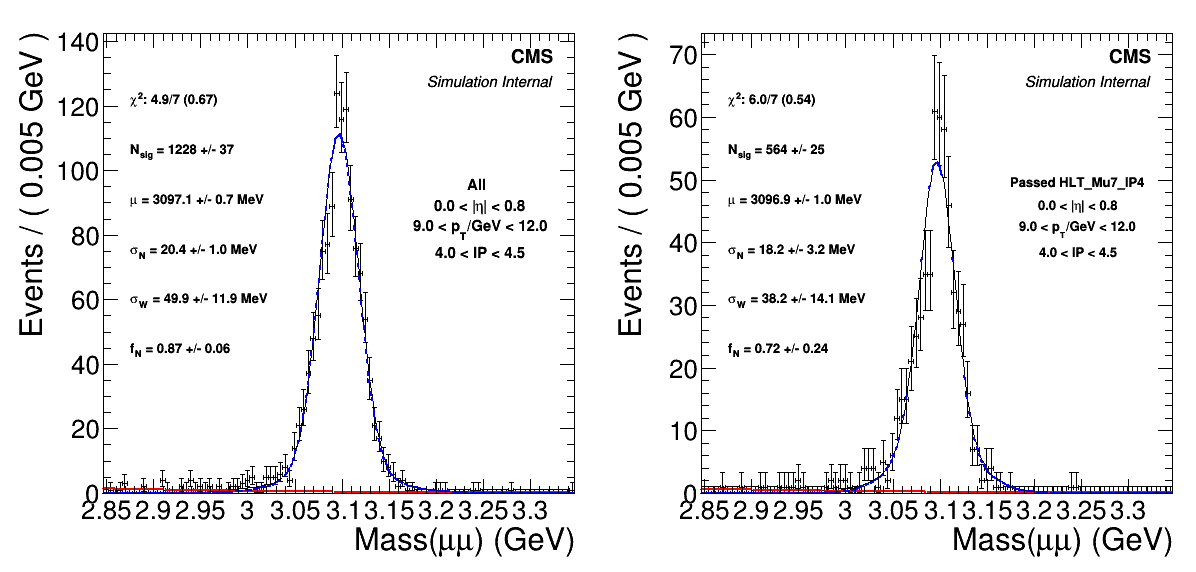 CMS
Simulation Internal
χ²: 4.9/7 (0.67)
N_sig = 1228 +/- 37
μ = 3097.1 +/- 0.7 MeV
σ_N = 20.4 +/- 1.0 MeV
σ_W = 49.9 +/- 11.9 MeV
f_N = 0.87 +/- 0.06
All
0.0 < |η| < 0.8
9.0 < p_T/GeV < 12.0
4.0 < IP < 4.5
Events / ( 0.005 GeV )
140
120
100
80
60
40
20
0
2.85 2.9 2.95 3 3.05 3.1 3.15 3.2 3.25 3.3
Mass(μμ) (GeV)
CMS
Simulation Internal
χ²: 6.0/7 (0.54)
N_sig = 564 +/- 25
μ = 3096.9 +/- 1.0 MeV
σ_N = 18.2 +/- 3.2 MeV
σ_W = 38.2 +/- 14.1 MeV
f_N = 0.72 +/- 0.24
Passed HLT_Mu7_IP4
0.0 < |η| < 0.8
9.0 < p_T/GeV < 12.0
4.0 < IP < 4.5
Events / ( 0.005 GeV )
70
60
50
40
30
20
10
0
2.85 2.9 2.95 3 3.05 3.1 3.15 3.2 3.25 3.3
Mass(μμ) (GeV)